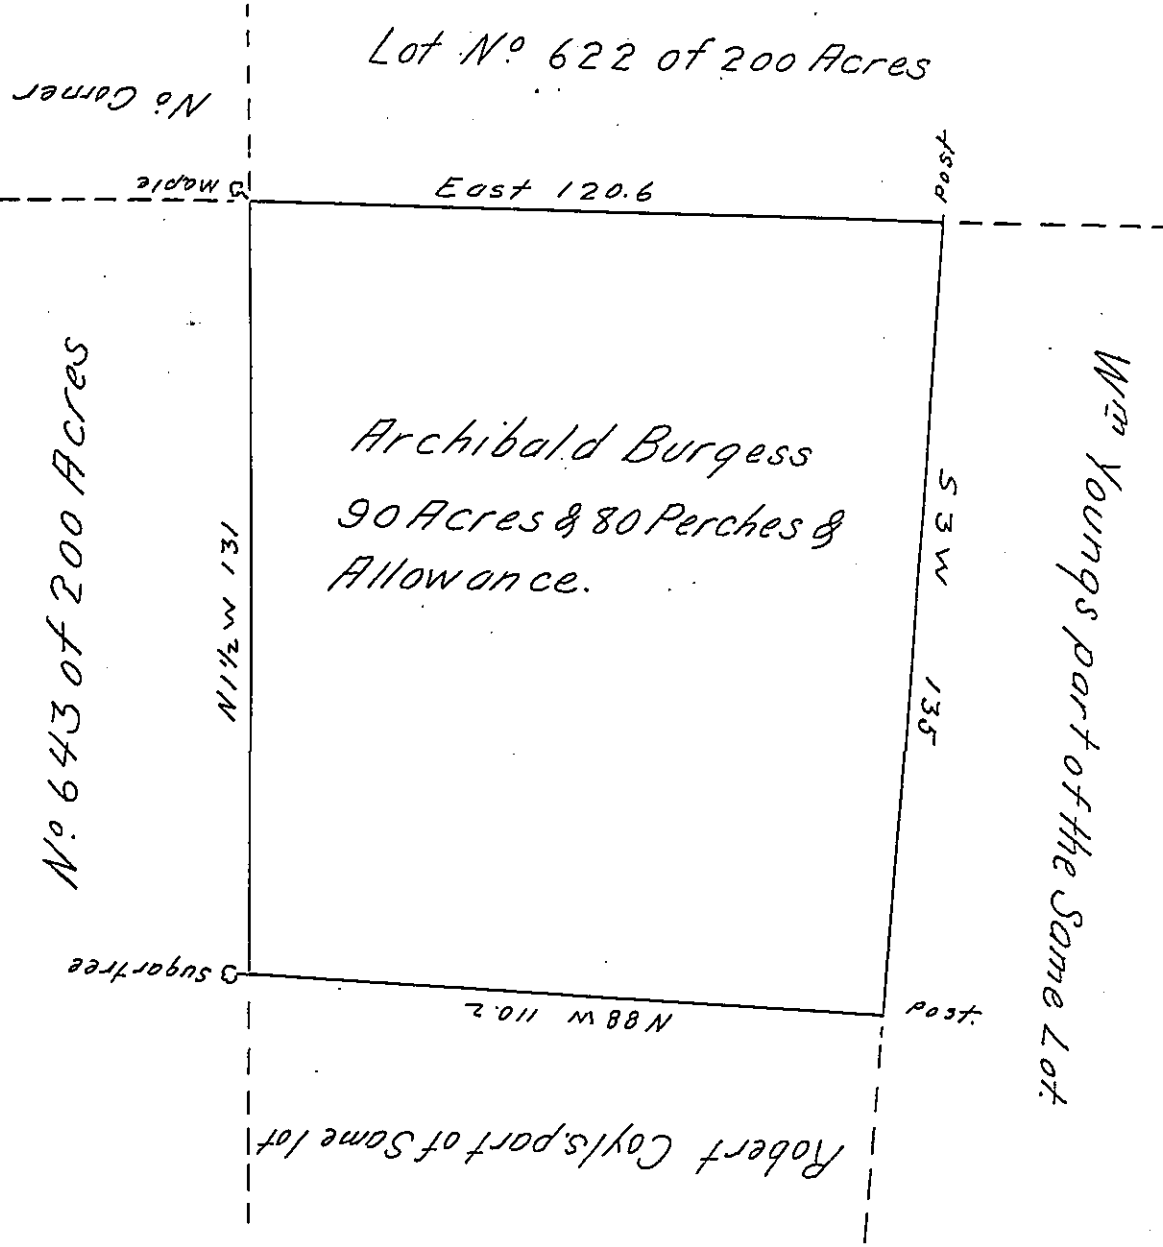 Lot Nº 622 of 200 Acres
No Corner
Maple
East 120.6
Post
Nº 643 of 200 Acres
N 1½ W 131
Archibald Burgess
90 Acres & 80 Perches &
Allowance.
S 3 W 135
Wm Youngs part of the Same Lot.
Sugartree
N 88 W 110.2
Post.
Robert Coyls part of Same lot